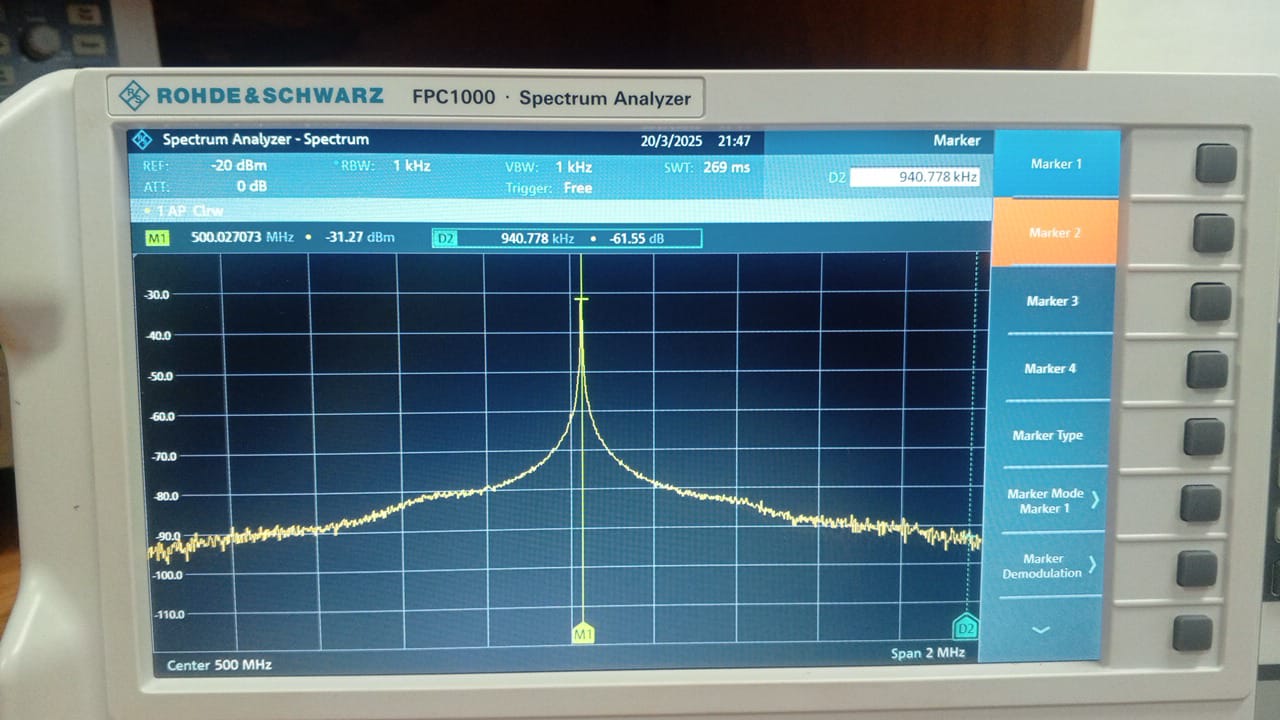 ROHDE&SCHWARZ FPC1000 · Spectrum Analyzer
Spectrum Analyzer - Spectrum 20/3/2025 21:47 Marker
REF: -20 dBm * RBW: 1 kHz VBW: 1 kHz SWT: 269 ms
ATT: 0 dB Trigger: Free
D2 940.778 kHz
• 1 AP Clrw
M1 500.027073 MHz • -31.27 dBm D2 940.778 kHz • -61.55 dB
-30.0
-40.0
-50.0
-60.0
-70.0
-80.0
-90.0
-100.0
-110.0
M1
D2
Center 500 MHz Span 2 MHz
Marker 1
Marker 2
Marker 3
Marker 4
Marker Type
Marker Mode
Marker 1
Marker
Demodulation